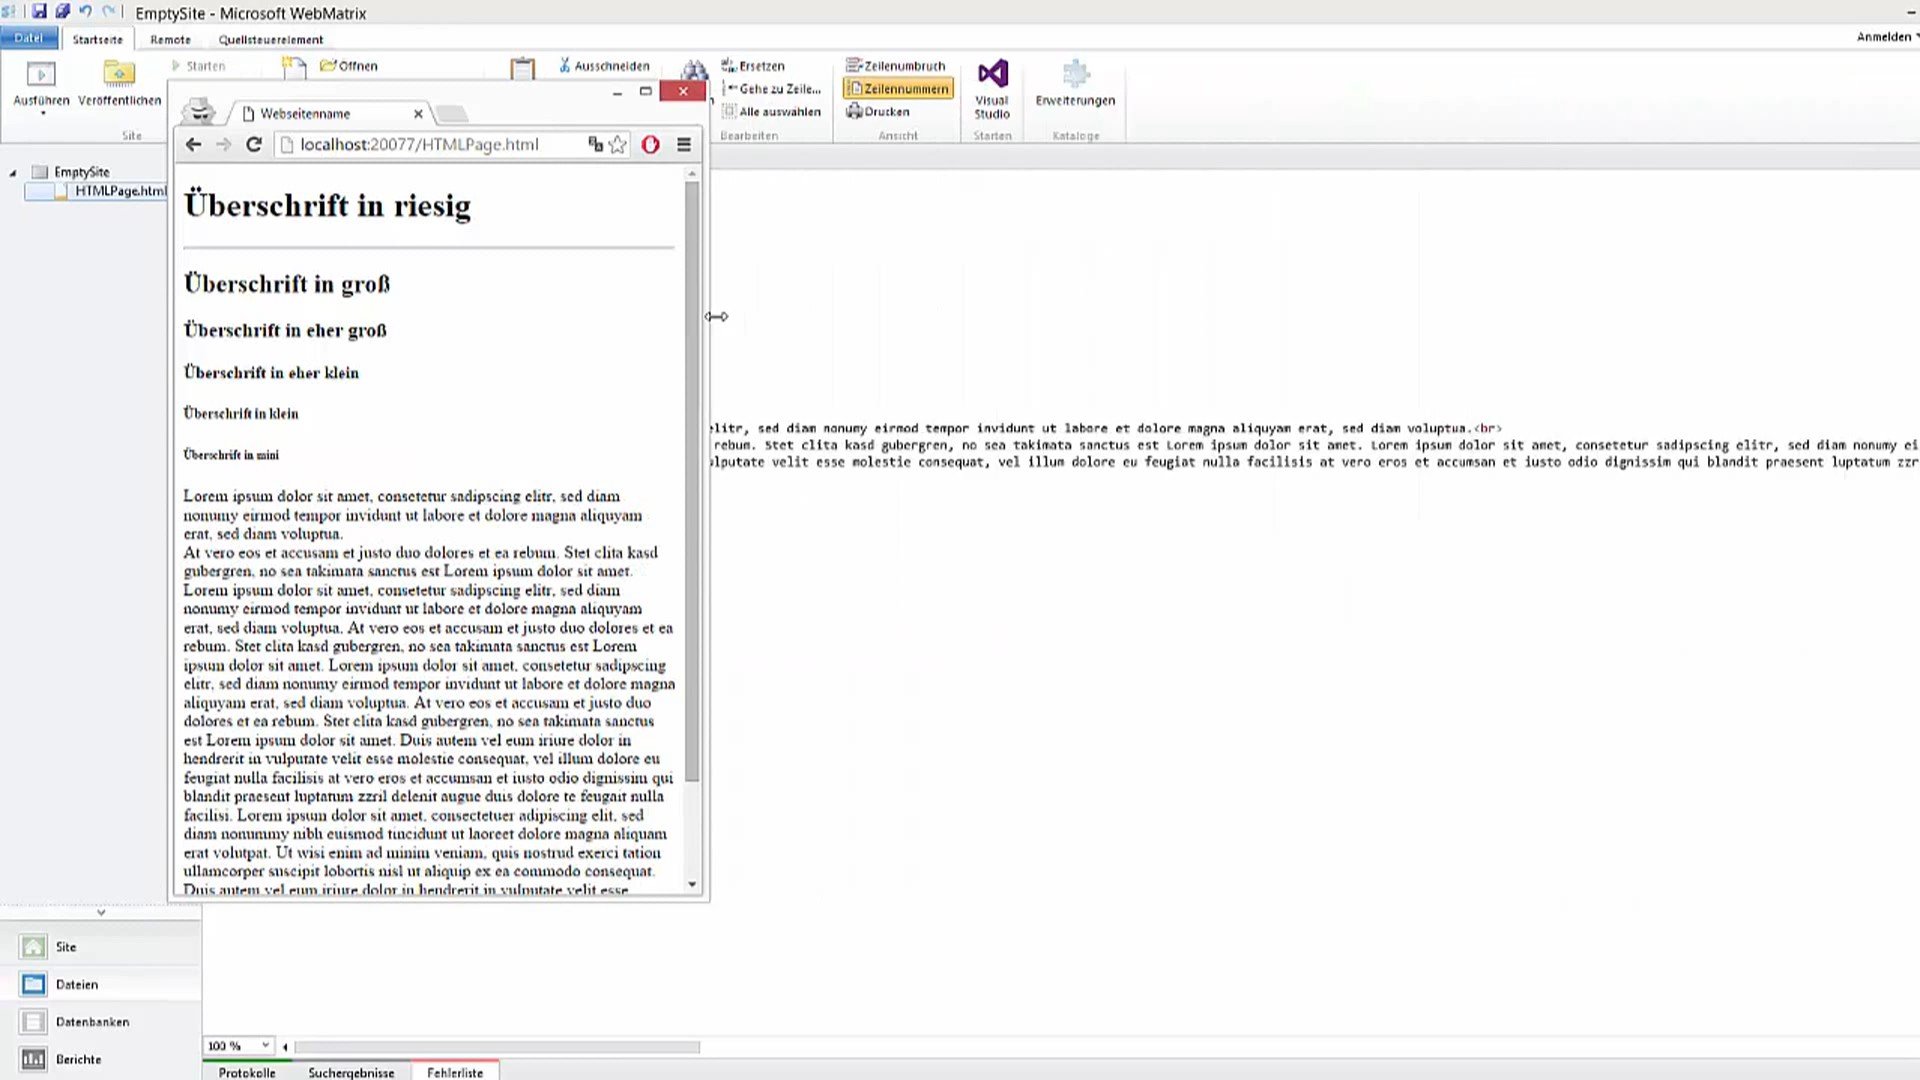 EmptySite - Microsoft WebMatrix
Datei Startseite Remote Quellsteuerelement Anmelden
Ausführen
Veröffentlichen
Site
Starten
Öffnen
Ausschneiden
Ersetzen
Gehe zu Zeile...
Alle auswählen
Bearbeiten
Zeilenumbruch
Zeilennummern
Drucken
Ansicht
Visual
Studio
Starten
Erweiterungen
Kataloge
EmptySite
HTMLPage.html
Webseitenname
localhost:20077/HTMLPage.html
Überschrift in riesig
Überschrift in groß
Überschrift in eher groß
Überschrift in eher klein
Überschrift in klein
Überschrift in mini
Lorem ipsum dolor sit amet, consetetur sadipscing elitr, sed diam
nonumy eirmod tempor invidunt ut labore et dolore magna aliquyam
erat, sed diam voluptua.
At vero eos et accusam et justo duo dolores et ea rebum. Stet clita kasd
gubergren, no sea takimata sanctus est Lorem ipsum dolor sit amet.
Lorem ipsum dolor sit amet, consetetur sadipscing elitr, sed diam
nonumy eirmod tempor invidunt ut labore et dolore magna aliquyam
erat, sed diam voluptua. At vero eos et accusam et justo duo dolores et ea
rebum. Stet clita kasd gubergren, no sea takimata sanctus est Lorem
ipsum dolor sit amet. Lorem ipsum dolor sit amet, consetetur sadipscing
elitr, sed diam nonumy eirmod tempor invidunt ut labore et dolore magna
aliquyam erat, sed diam voluptua. At vero eos et accusam et justo duo
dolores et ea rebum. Stet clita kasd gubergren, no sea takimata sanctus
est Lorem ipsum dolor sit amet. Duis autem vel eum iriure dolor in
hendrerit in vulputate velit esse molestie consequat, vel illum dolore eu
feugiat nulla facilisis at vero eros et accumsan et iusto odio dignissim qui
blandit praesent luptatum zzril delenit augue duis dolore te feugait nulla
facilisi. Lorem ipsum dolor sit amet, consectetuer adipiscing elit, sed
diam nonummy nibh euismod tincidunt ut laoreet dolore magna aliquam
erat volutpat. Ut wisi enim ad minim veniam, quis nostrud exerci tation
ullamcorper suscipit lobortis nisl ut aliquip ex ea commodo consequat.
Duis autem vel eum iriure dolor in hendrerit in vulputate velit esse
litr, sed diam nonumy eirmod tempor invidunt ut labore et dolore magna aliquyam erat, sed diam voluptua.<br>
rebum. Stet clita kasd gubergren, no sea takimata sanctus est Lorem ipsum dolor sit amet. Lorem ipsum dolor sit amet, consetetur sadipscing elitr, sed diam nonumy ei
lputate velit esse molestie consequat, vel illum dolore eu feugiat nulla facilisis at vero eros et accumsan et iusto odio dignissim qui blandit praesent luptatum zzr
Site
Dateien
Datenbanken
Berichte
100 %
Protokolle Suchergebnisse Fehlerliste